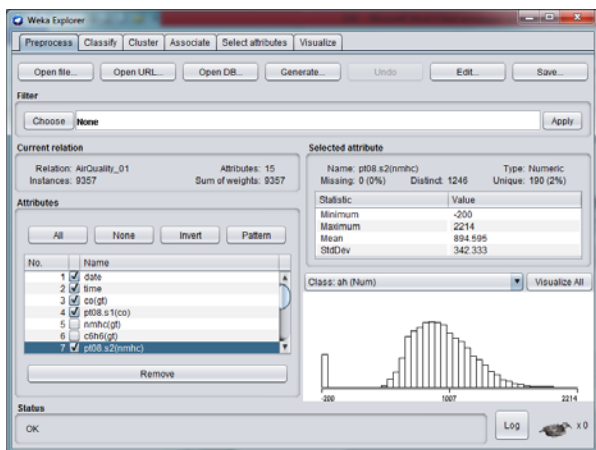 Weka Explorer
Preprocess Classify Cluster Associate Select attributes Visualize
Open file... Open URL... Open DB... Generate... Undo Edit... Save...
Filter
Choose None Apply
Current relation
Relation: AirQuality_01 Attributes: 15
Instances: 9357 Sum of weights: 9357
Attributes
All None Invert Pattern
No. Name
1 date
2 time
3 co(gt)
4 pt08.s1(co)
5 nmhc(gt)
6 c6h6(gt)
7 pt08.s2(nmhc)
Remove
Selected attribute
Name: pt08.s2(nmhc) Type: Numeric
Missing: 0 (0%) Distinct: 1246 Unique: 190 (2%)
Statistic Value
Minimum -200
Maximum 2214
Mean 894.595
StdDev 342.333
Class: ah (Num) Visualize All
-200 1007 2214
Status
OK Log x 0